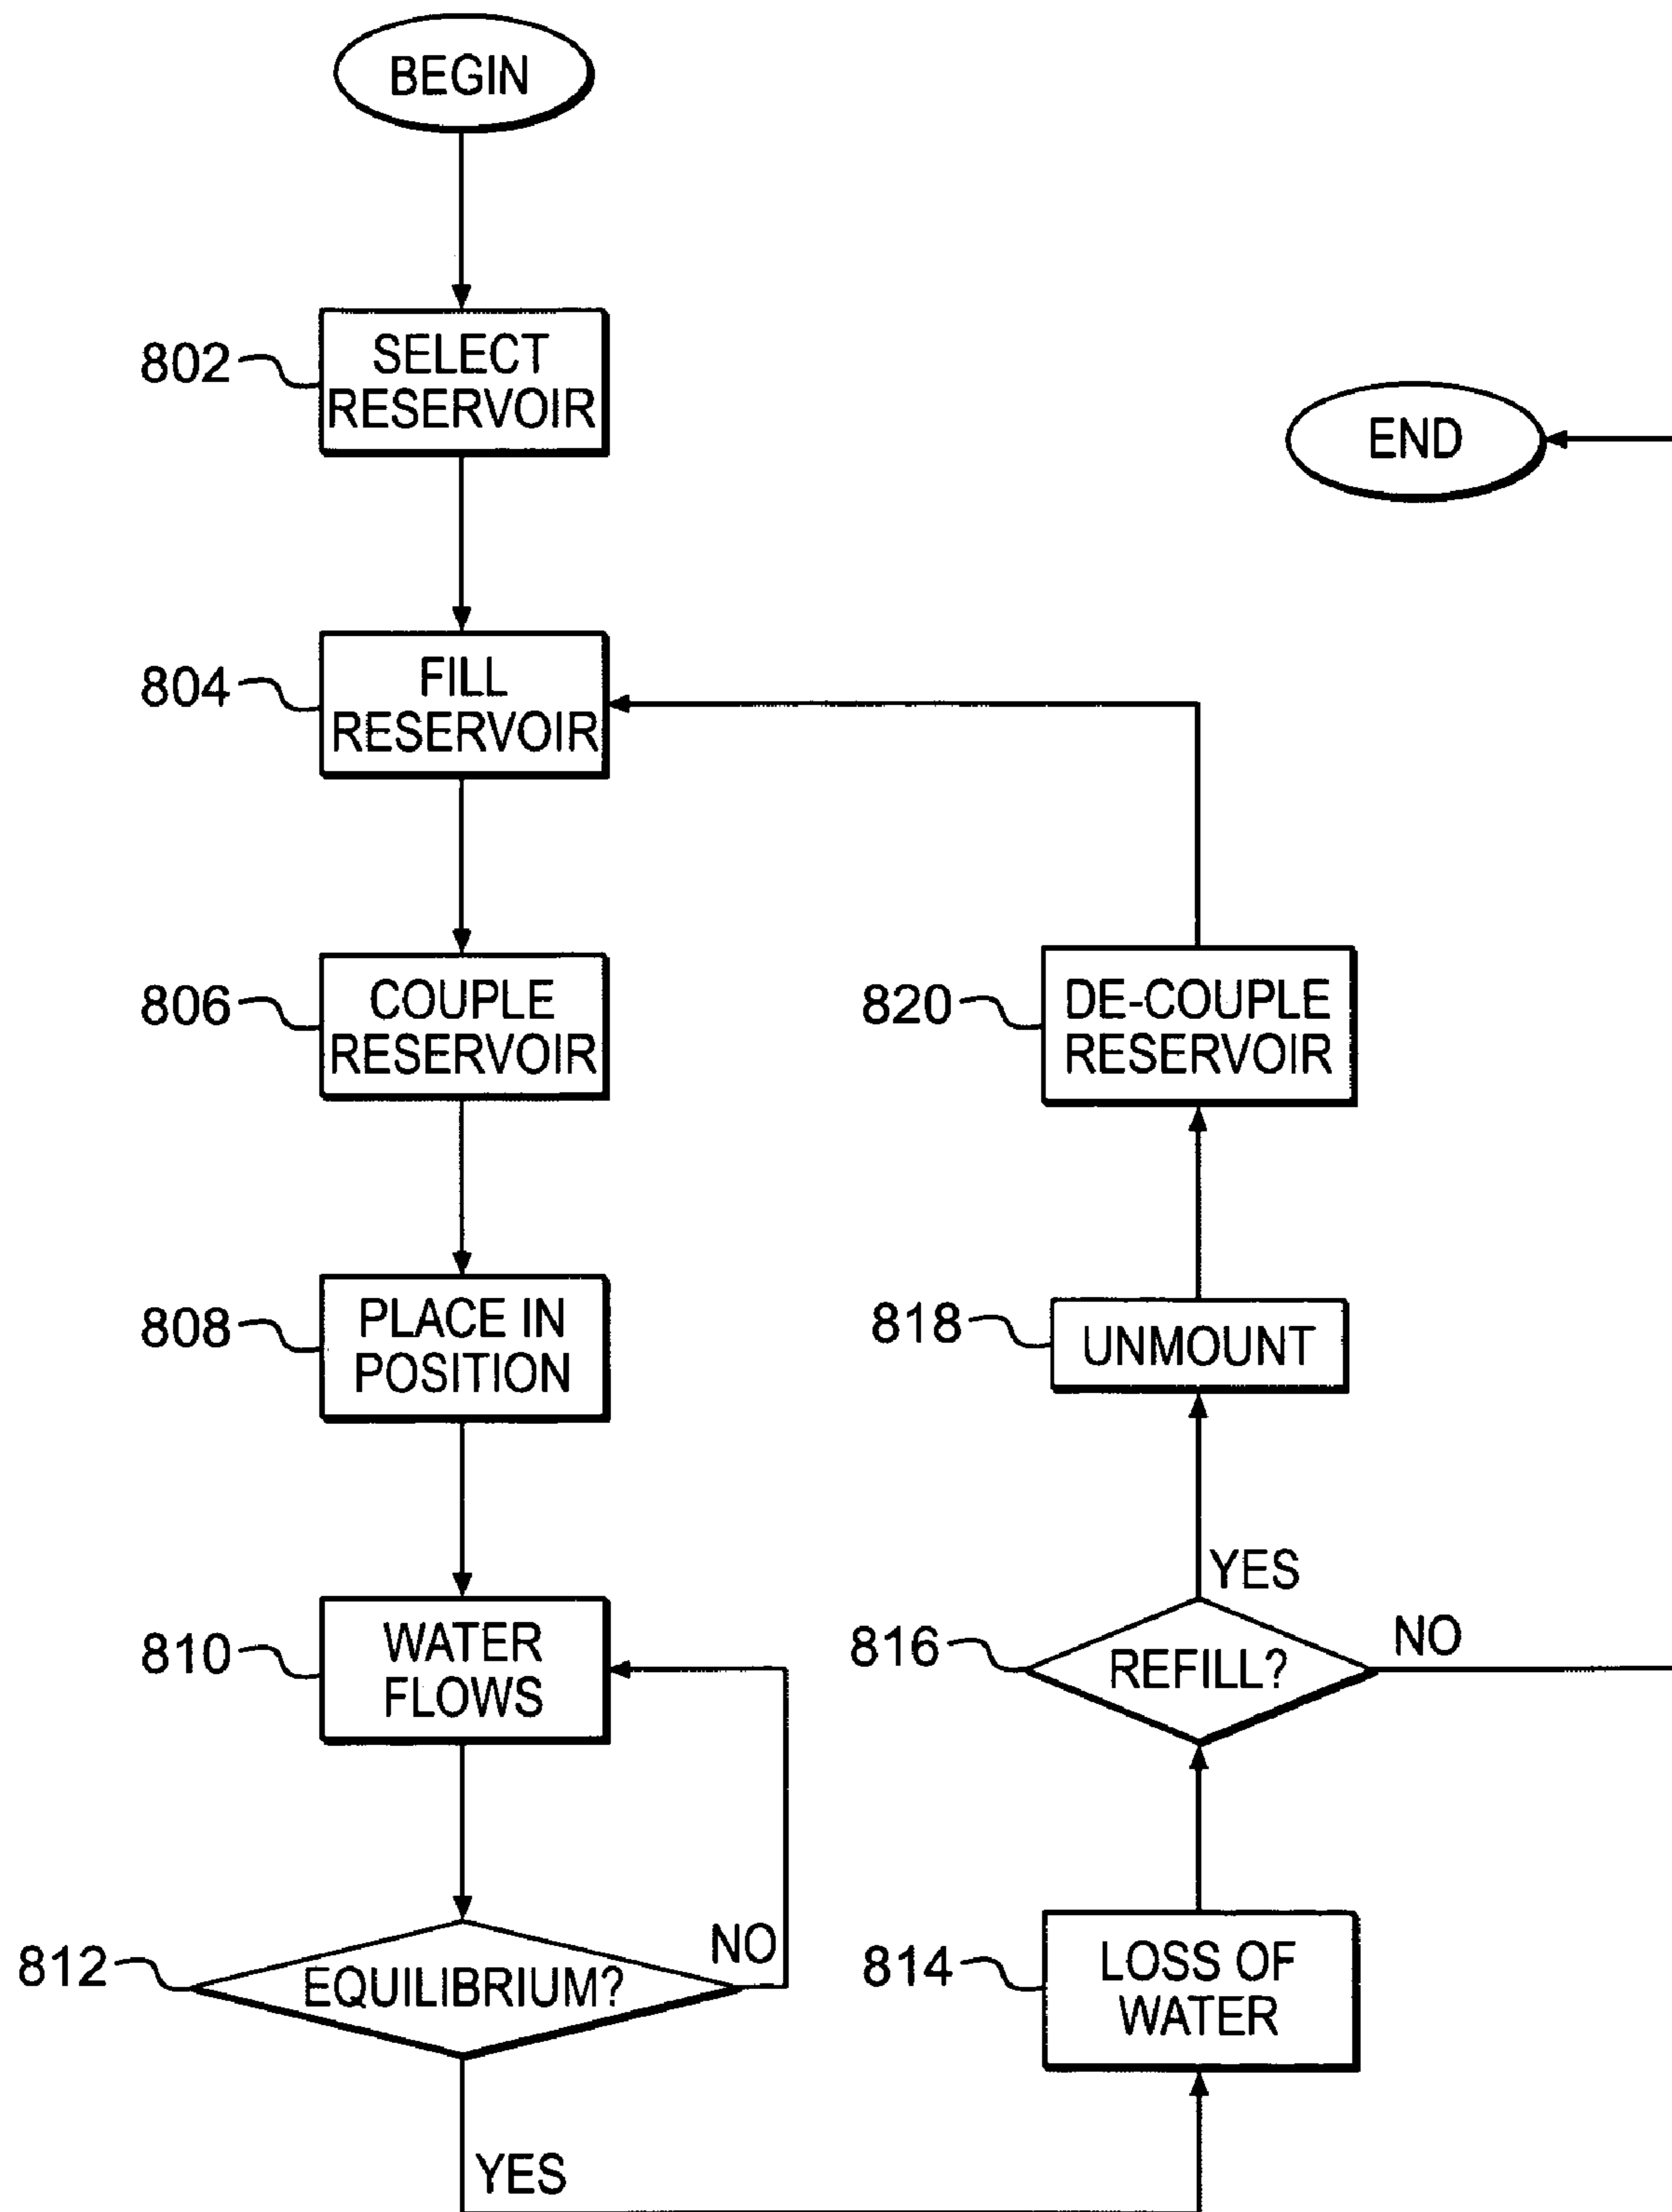 BEGIN
802
SELECT
RESERVOIR
804
FILL
RESERVOIR
806
COUPLE
RESERVOIR
808
PLACE IN
POSITION
810
WATER
FLOWS
812
EQUILIBRIUM?
NO
YES
814
LOSS OF
WATER
816
REFILL?
YES
NO
818
UNMOUNT
820
DE-COUPLE
RESERVOIR
END